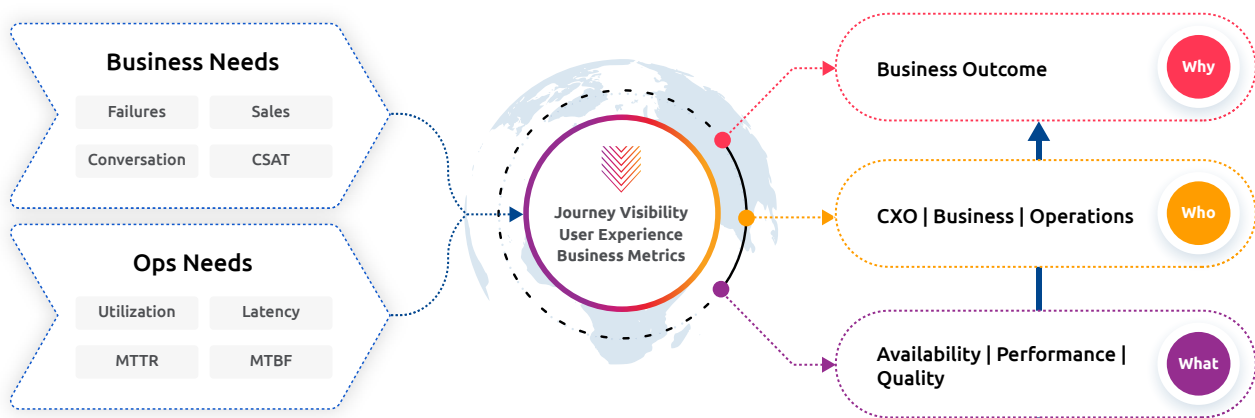 Business Needs
Failures
Sales
Conversation
CSAT
Ops Needs
Utilization
Latency
MTTR
MTBF
Journey Visibility
User Experience
Business Metrics
Business Outcome
Why
CXO | Business | Operations
Who
Availability | Performance |
Quality
What